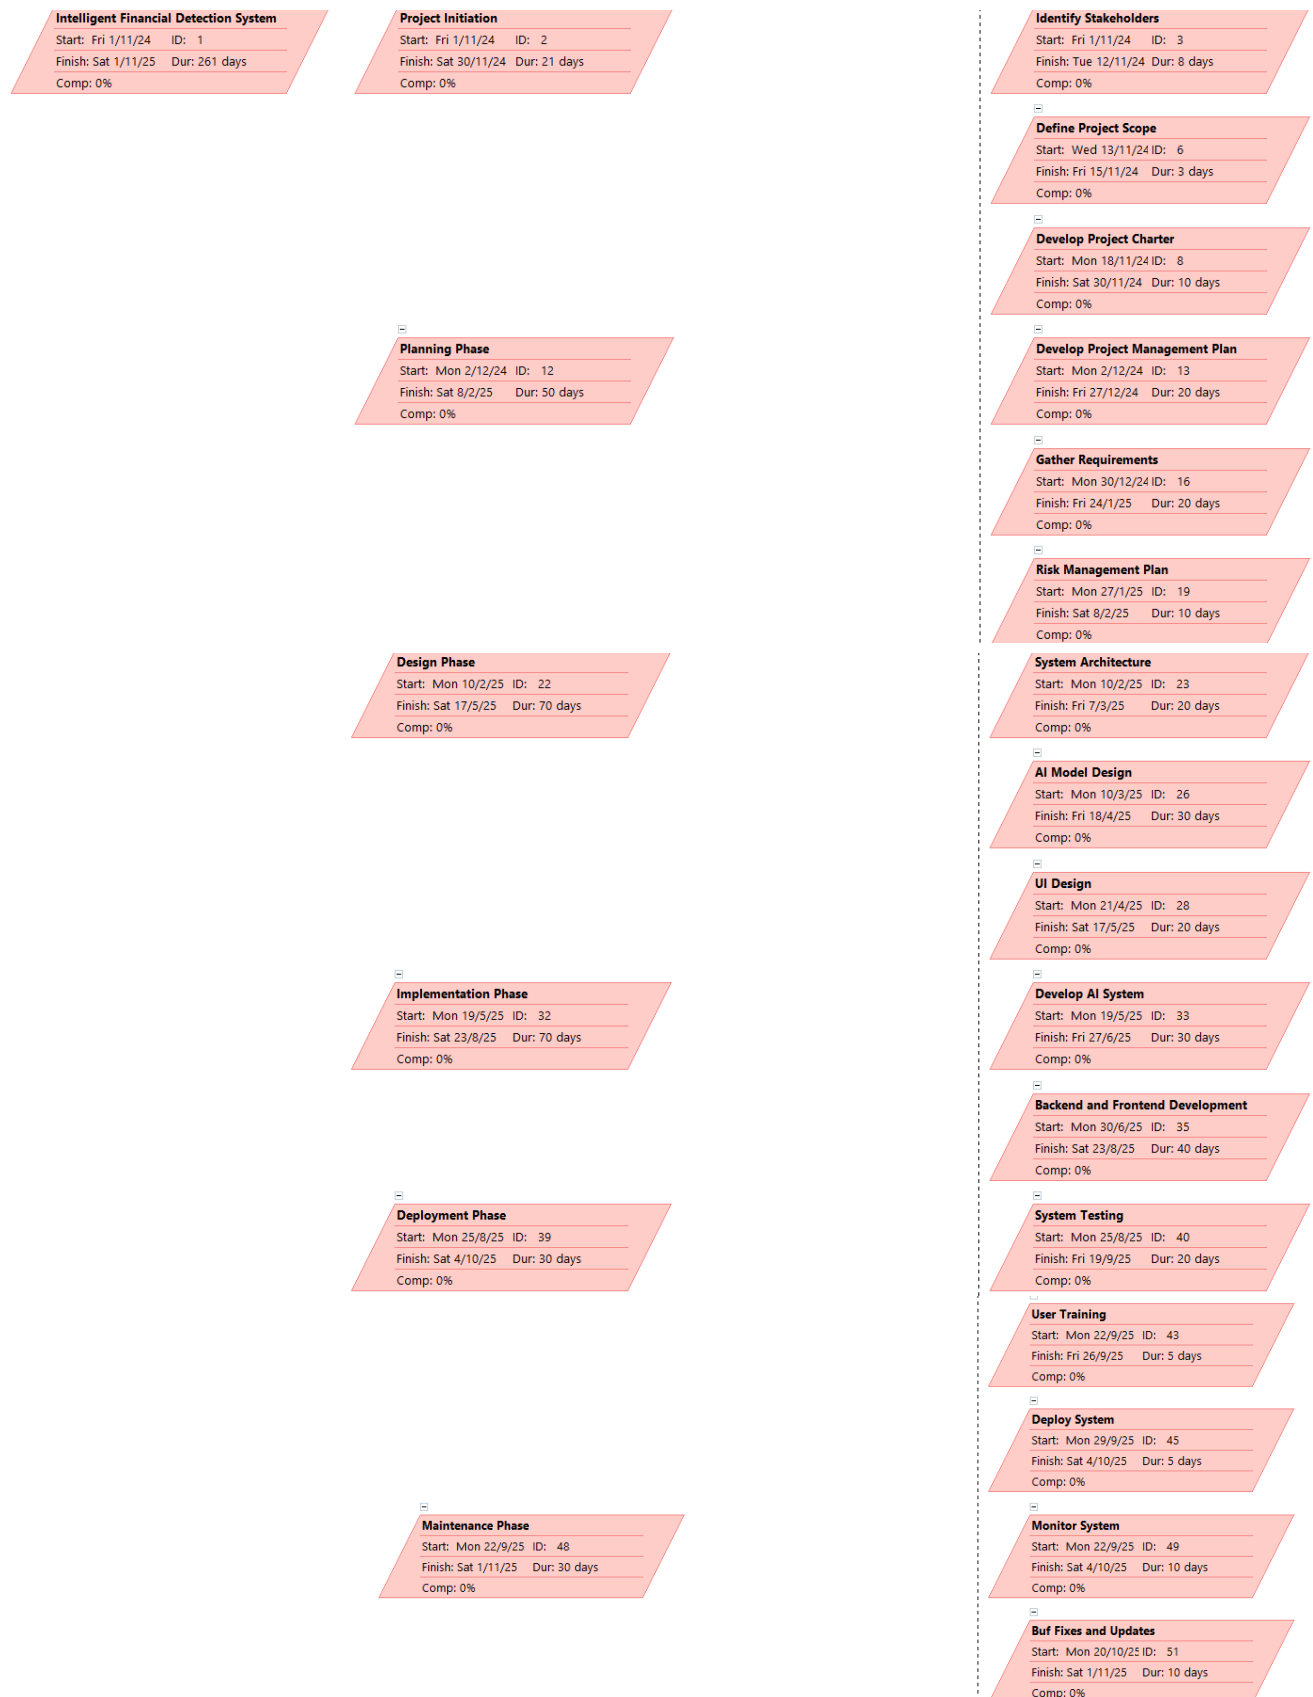 Intelligent Financial Detection System
Start: Fri 1/11/24 ID: 1
Finish: Sat 1/11/25 Dur: 261 days
Comp: 0%
Project Initiation
Start: Fri 1/11/24 ID: 2
Finish: Sat 30/11/24 Dur: 21 days
Comp: 0%
Identify Stakeholders
Start: Fri 1/11/24 ID: 3
Finish: Tue 12/11/24 Dur: 8 days
Comp: 0%
Define Project Scope
Start: Wed 13/11/24 ID: 6
Finish: Fri 15/11/24 Dur: 3 days
Comp: 0%
Develop Project Charter
Start: Mon 18/11/24 ID: 8
Finish: Sat 30/11/24 Dur: 10 days
Comp: 0%
Planning Phase
Start: Mon 2/12/24 ID: 12
Finish: Sat 8/2/25 Dur: 50 days
Comp: 0%
Develop Project Management Plan
Start: Mon 2/12/24 ID: 13
Finish: Fri 27/12/24 Dur: 20 days
Comp: 0%
Gather Requirements
Start: Mon 30/12/24 ID: 16
Finish: Fri 24/1/25 Dur: 20 days
Comp: 0%
Risk Management Plan
Start: Mon 27/1/25 ID: 19
Finish: Sat 8/2/25 Dur: 10 days
Comp: 0%
Design Phase
Start: Mon 10/2/25 ID: 22
Finish: Sat 17/5/25 Dur: 70 days
Comp: 0%
System Architecture
Start: Mon 10/2/25 ID: 23
Finish: Fri 7/3/25 Dur: 20 days
Comp: 0%
AI Model Design
Start: Mon 10/3/25 ID: 26
Finish: Fri 18/4/25 Dur: 30 days
Comp: 0%
UI Design
Start: Mon 21/4/25 ID: 28
Finish: Sat 17/5/25 Dur: 20 days
Comp: 0%
Implementation Phase
Start: Mon 19/5/25 ID: 32
Finish: Sat 23/8/25 Dur: 70 days
Comp: 0%
Develop AI System
Start: Mon 19/5/25 ID: 33
Finish: Fri 27/6/25 Dur: 30 days
Comp: 0%
Backend and Frontend Development
Start: Mon 30/6/25 ID: 35
Finish: Sat 23/8/25 Dur: 40 days
Comp: 0%
Deployment Phase
Start: Mon 25/8/25 ID: 39
Finish: Sat 4/10/25 Dur: 30 days
Comp: 0%
System Testing
Start: Mon 25/8/25 ID: 40
Finish: Fri 19/9/25 Dur: 20 days
Comp: 0%
User Training
Start: Mon 22/9/25 ID: 43
Finish: Fri 26/9/25 Dur: 5 days
Comp: 0%
Deploy System
Start: Mon 29/9/25 ID: 45
Finish: Sat 4/10/25 Dur: 5 days
Comp: 0%
Maintenance Phase
Start: Mon 22/9/25 ID: 48
Finish: Sat 1/11/25 Dur: 30 days
Comp: 0%
Monitor System
Start: Mon 22/9/25 ID: 49
Finish: Sat 4/10/25 Dur: 10 days
Comp: 0%
Buf Fixes and Updates
Start: Mon 20/10/25 ID: 51
Finish: Sat 1/11/25 Dur: 10 days
Comp: 0%